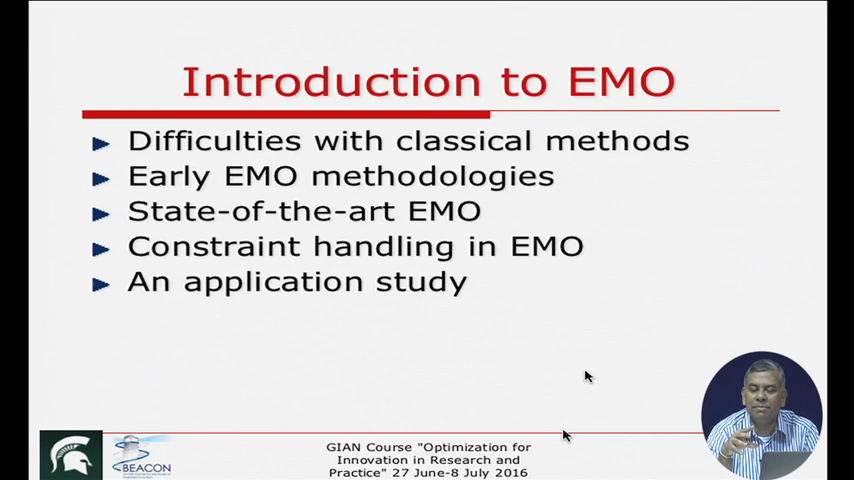 Introduction to EMO
Difficulties with classical methods
Early EMO methodologies
State-of-the-art EMO
Constraint handling in EMO
An application study
GIAN Course "Optimization for
Innovation in Research and
Practice" 27 June-8 July 2016
BEACON